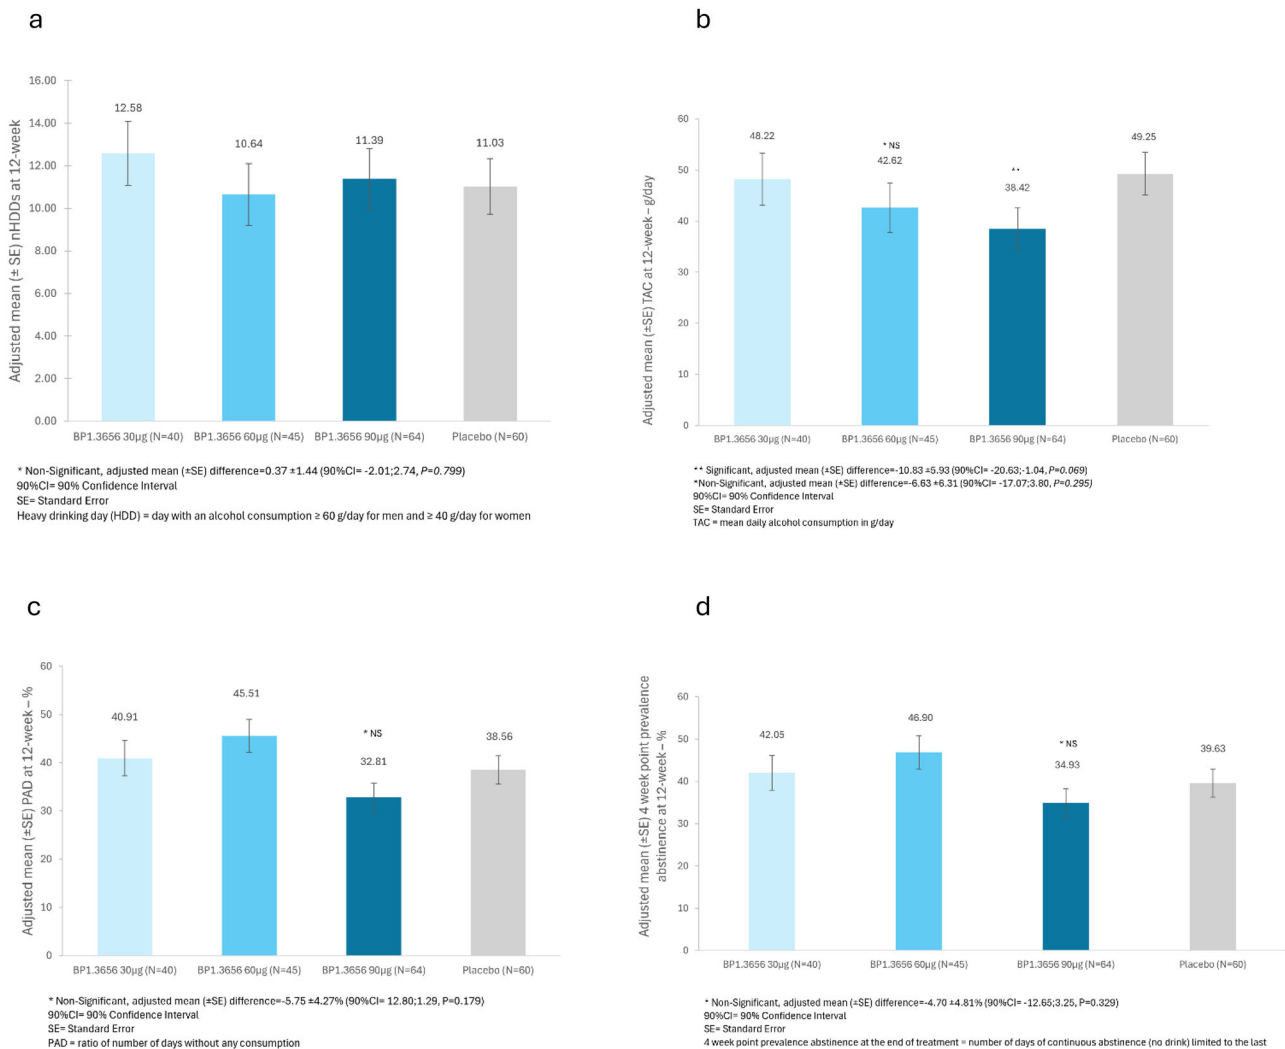 a
Adjusted mean (± SE) nHDDs at 12-week
16.00
14.00
12.00
10.00
8.00
6.00
4.00
2.00
0.00
12.58
10.64
11.39
11.03
BP1.3656 30µg (N=40)
BP1.3656 60µg (N=45)
BP1.3656 90µg (N=64)
Placebo (N=60)
* Non-Significant, adjusted mean (±SE) difference=0.37 ±1.44 (90%CI= -2.01;2.74, P=0.799)
90%CI= 90% Confidence Interval
SE= Standard Error
Heavy drinking day (HDD) = day with an alcohol consumption ≥ 60 g/day for men and ≥ 40 g/day for women
b
Adjusted mean (±SE) TAC at 12-week – g/day
60
50
40
30
20
10
0
48.22
* NS
42.62
**
38.42
49.25
BP1.3656 30µg (N=40)
BP1.3656 60µg (N=45)
BP1.3656 90µg (N=64)
Placebo (N=60)
** Significant, adjusted mean (±SE) difference=-10.83 ±5.93 (90%CI= -20.63;-1.04, P=0.069)
*Non-Significant, adjusted mean (±SE) difference=-6.63 ±6.31 (90%CI= -17.07;3.80, P=0.295)
90%CI= 90% Confidence Interval
SE= Standard Error
TAC = mean daily alcohol consumption in g/day
c
Adjusted mean (±SE) PAD at 12-week – %
60
50
40
30
20
10
0
40.91
45.51
* NS
32.81
38.56
BP1.3656 30µg (N=40)
BP1.3656 60µg (N=45)
BP1.3656 90µg (N=64)
Placebo (N=60)
* Non-Significant, adjusted mean (±SE) difference=-5.75 ±4.27% (90%CI= 12.80;1.29, P=0.179)
90%CI= 90% Confidence Interval
SE= Standard Error
PAD = ratio of number of days without any consumption
d
Adjusted mean (±SE) 4 week point prevalence
abstinence at 12-week – %
60
50
40
30
20
10
0
42.05
46.90
* NS
34.93
39.63
BP1.3656 30µg (N=40)
BP1.3656 60µg (N=45)
BP1.3656 90µg (N=64)
Placebo (N=60)
* Non-Significant, adjusted mean (±SE) difference=-4.70 ±4.81% (90%CI= -12.65;3.25, P=0.329)
90%CI= 90% Confidence Interval
SE= Standard Error
4 week point prevalence abstinence at the end of treatment = number of days of continuous abstinence (no drink) limited to the last